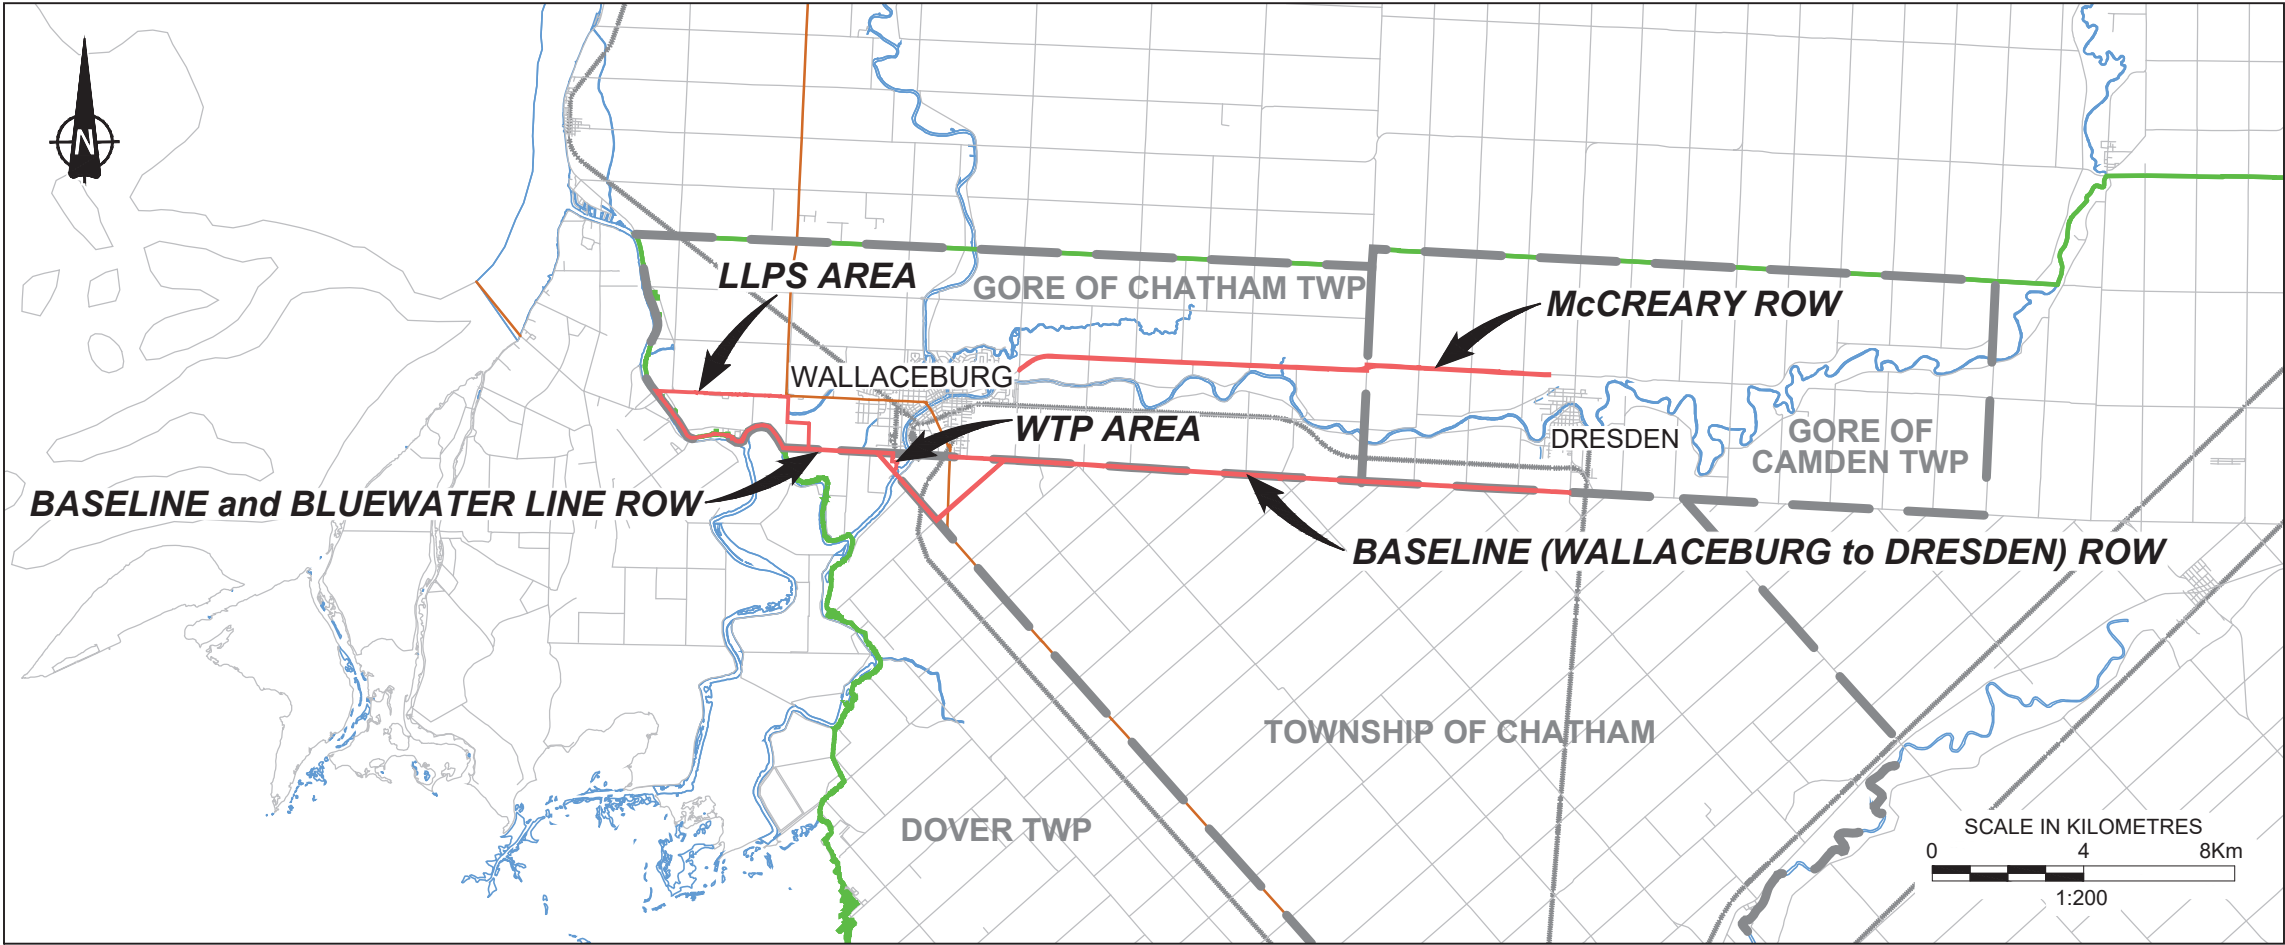 N
LLPS AREA
GORE OF CHATHAM TWP
McCREARY ROW
WALLACEBURG
WTP AREA
DRESDEN
GORE OF
CAMDEN TWP
BASELINE and BLUEWATER LINE ROW
BASELINE (WALLACEBURG to DRESDEN) ROW
TOWNSHIP OF CHATHAM
DOVER TWP
SCALE IN KILOMETRES
0 4 8Km
1:200